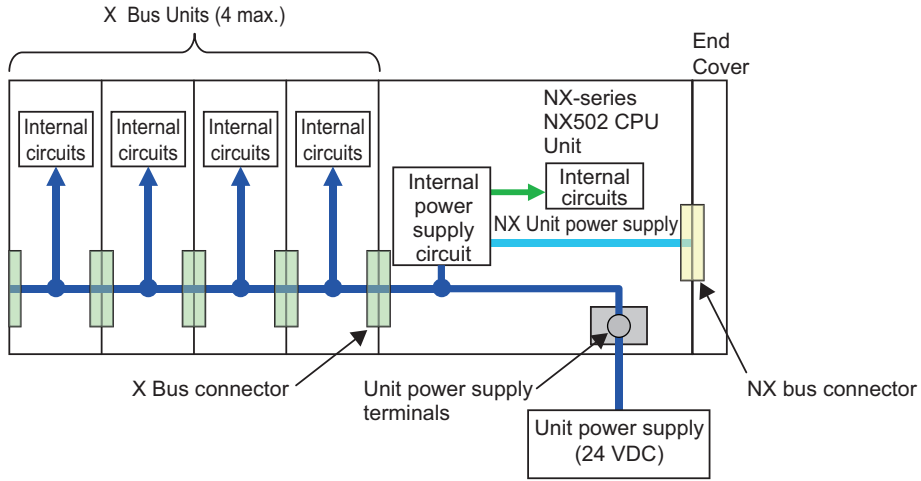 X Bus Units (4 max.)
End
Cover
Internal
circuits
Internal
circuits
Internal
circuits
Internal
circuits
NX-series
NX502 CPU
Unit
Internal
power
supply
circuit
Internal
circuits
NX Unit power supply
X Bus connector
Unit power supply
terminals
NX bus connector
Unit power supply
(24 VDC)